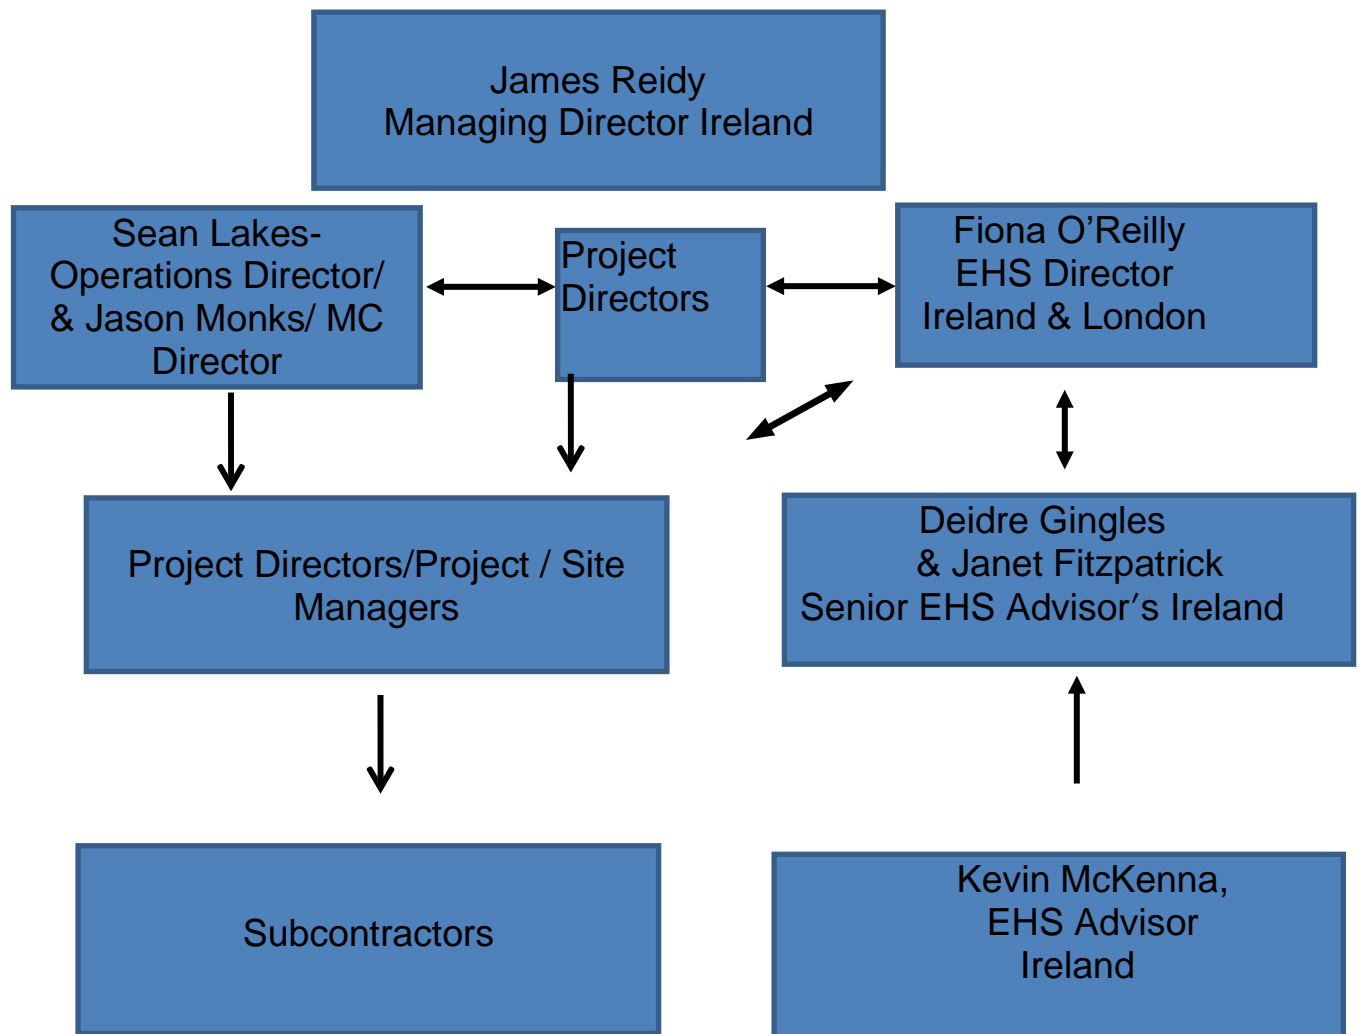 James Reidy
Managing Director Ireland
Sean Lakes-
Operations Director/
& Jason Monks/ MC
Director
Project
Directors
Fiona O’Reilly
EHS Director
Ireland & London
Project Directors/Project / Site
Managers
Deidre Gingles
& Janet Fitzpatrick
Senior EHS Advisor′s Ireland
Subcontractors
Kevin McKenna,
EHS Advisor
Ireland